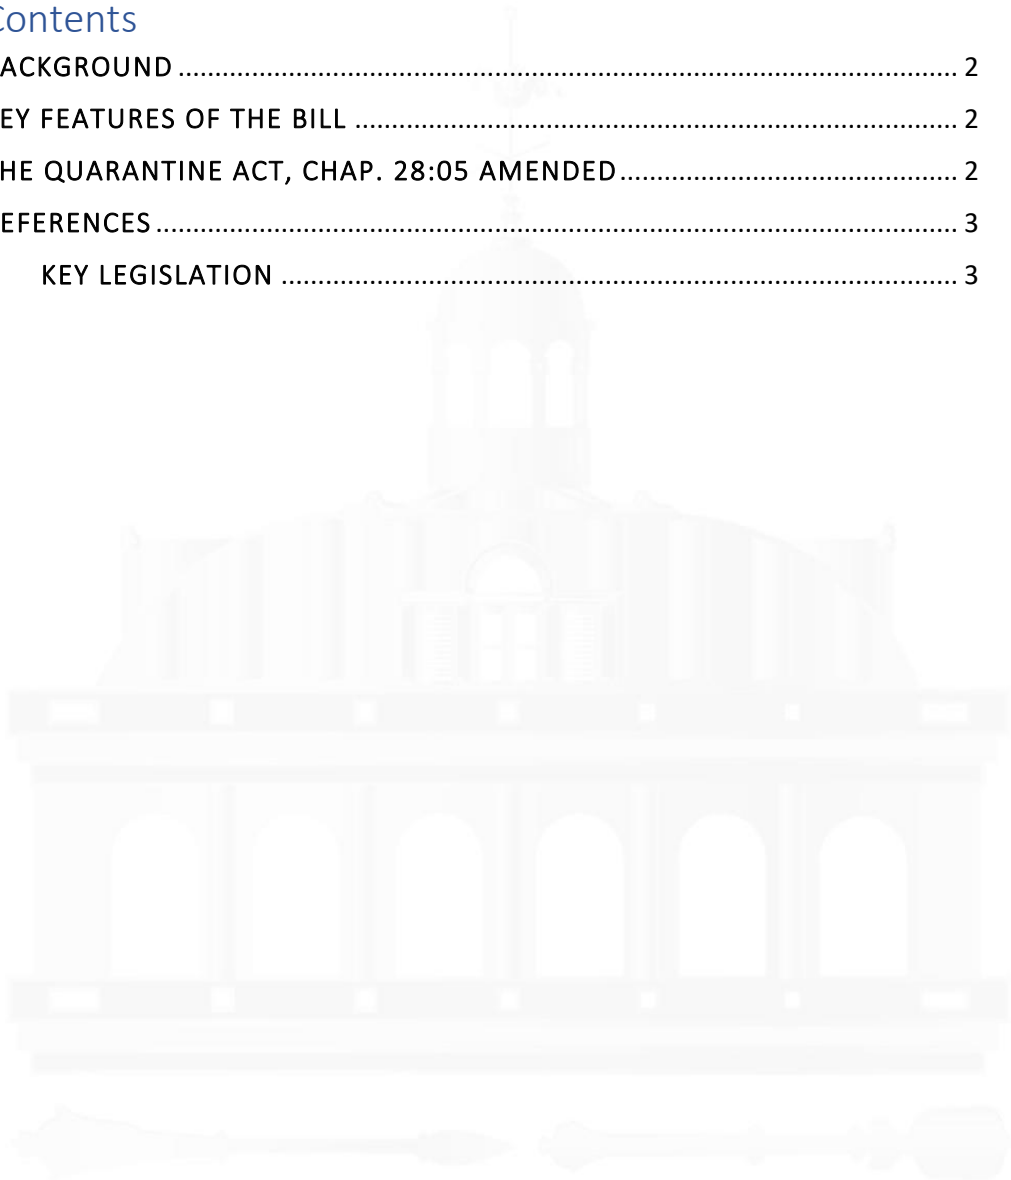 Contents
ACKGROUND ........................................................................................................ 2
EY FEATURES OF THE BILL ................................................................................ 2
HE QUARANTINE ACT, CHAP. 28:05 AMENDED ............................................. 2
EFERENCES ........................................................................................................... 3
KEY LEGISLATION .......................................................................................... 3